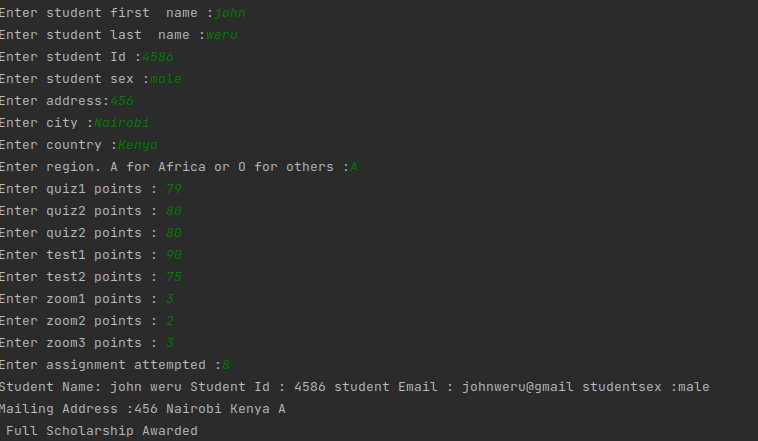 Enter student first  name :john
Enter student last  name :weru
Enter student Id :4586
Enter student sex :male
Enter address:456
Enter city :Nairobi
Enter country :Kenya
Enter region. A for Africa or O for others :A
Enter quiz1 points : 79
Enter quiz2 points : 80
Enter quiz2 points : 80
Enter test1 points : 90
Enter test2 points : 75
Enter zoom1 points : 3
Enter zoom2 points : 2
Enter zoom3 points : 3
Enter assignment attempted :8
Student Name: john weru Student Id : 4586 student Email : johnweru@gmail studentsex :male
Mailing Address :456 Nairobi Kenya A
 Full Scholarship Awarded